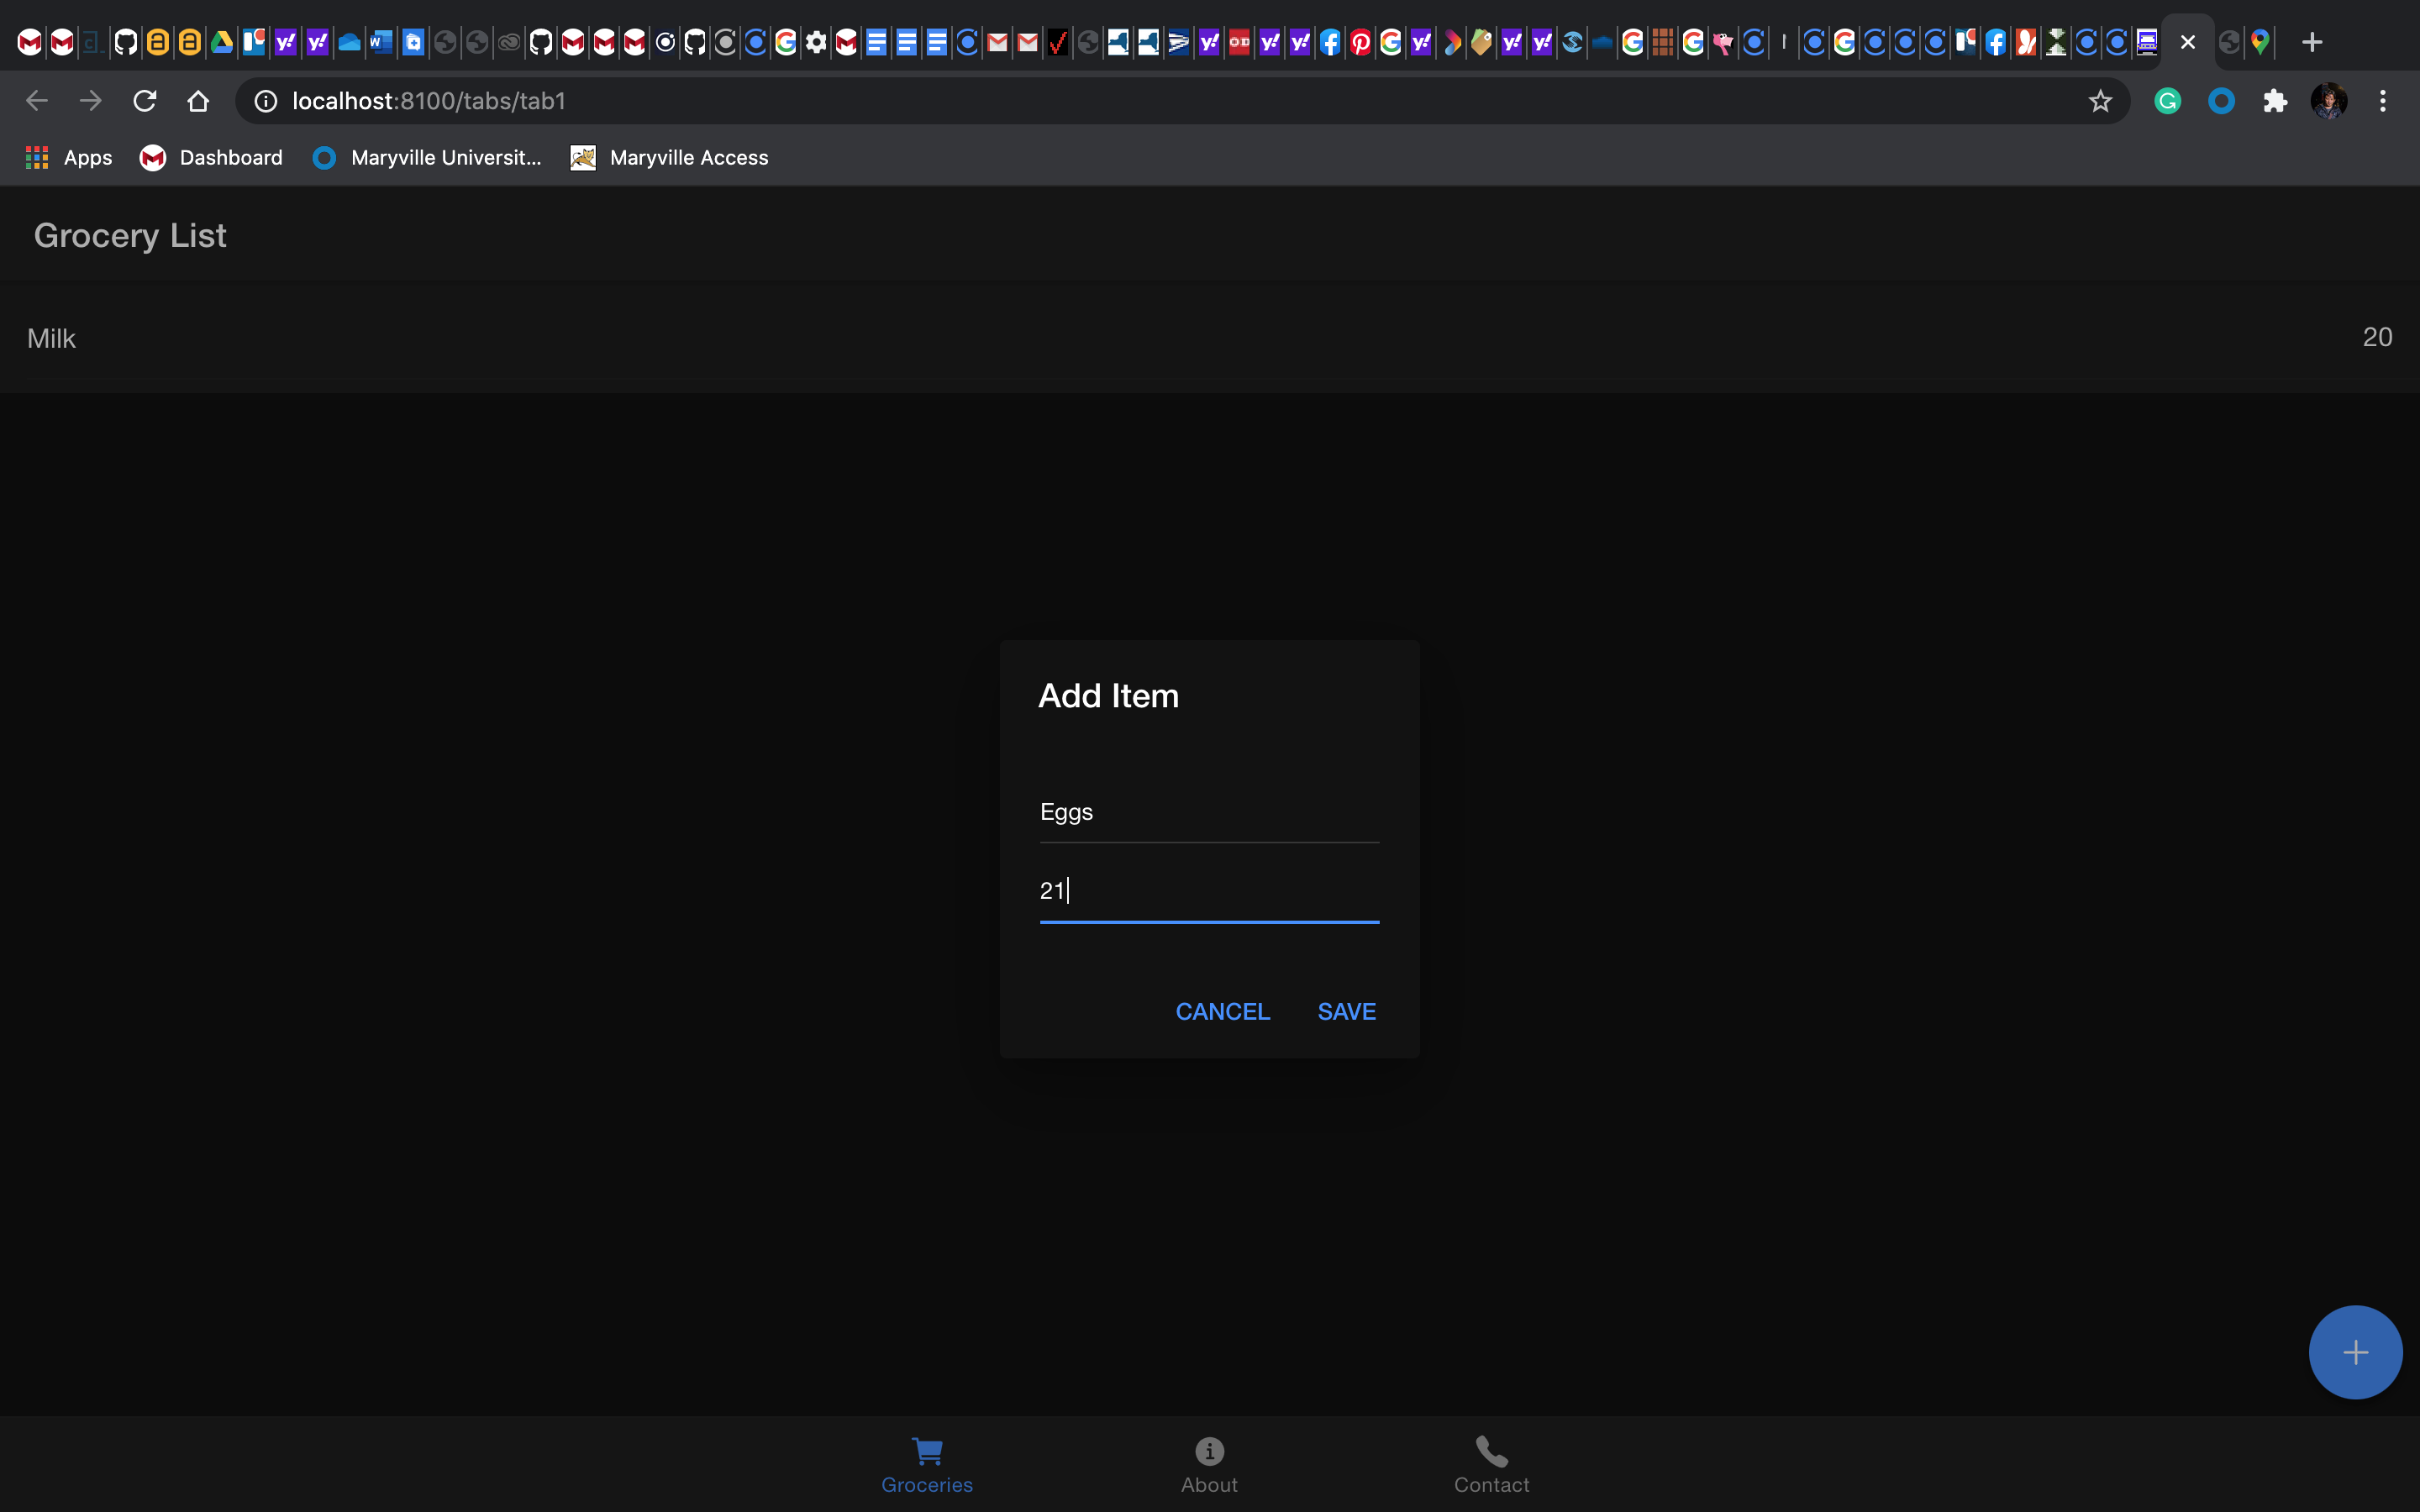 localhost:8100/tabs/tab1
Apps
Dashboard
Maryville Universit...
Maryville Access
Grocery List
Milk
20
Add Item
Eggs
21
CANCEL
SAVE
Groceries
About
Contact